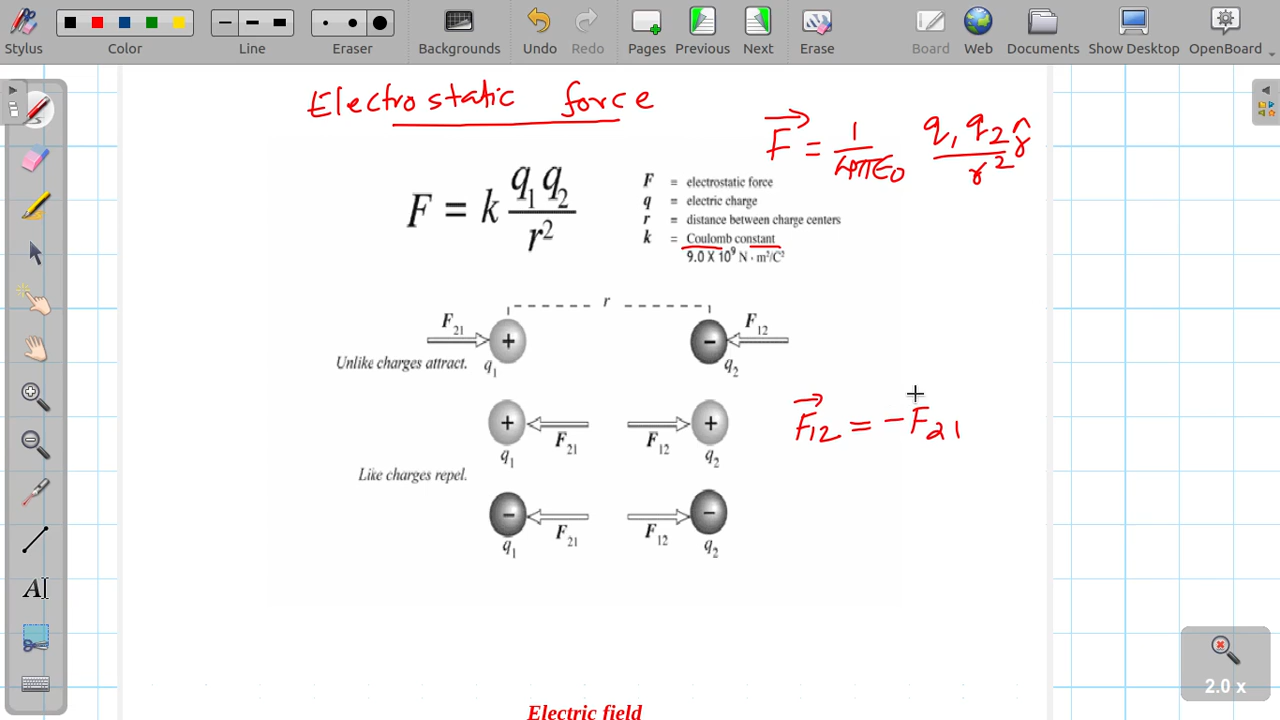 Stylus Color Line Eraser Backgrounds Undo Redo Pages Previous Next Erase Board Web Documents Show Desktop OpenBoard
Electrostatic force
F⃗ = 1/4πε₀ q₁q₂/r² r̂
F = k q₁q₂/r²
F = electrostatic force
q = electric charge
r = distance between charge centers
k = Coulomb constant
9.0 X 10⁹ N · m²/C²
r
F₂₁ + − F₁₂
Unlike charges attract. q₁ q₂
+ F₂₁ F₁₂ +
q₁ q₂
F⃗₁₂ = −F₂₁
Like charges repel.
− F₂₁ F₁₂ −
q₁ q₂
A
2.0 x
Electric field